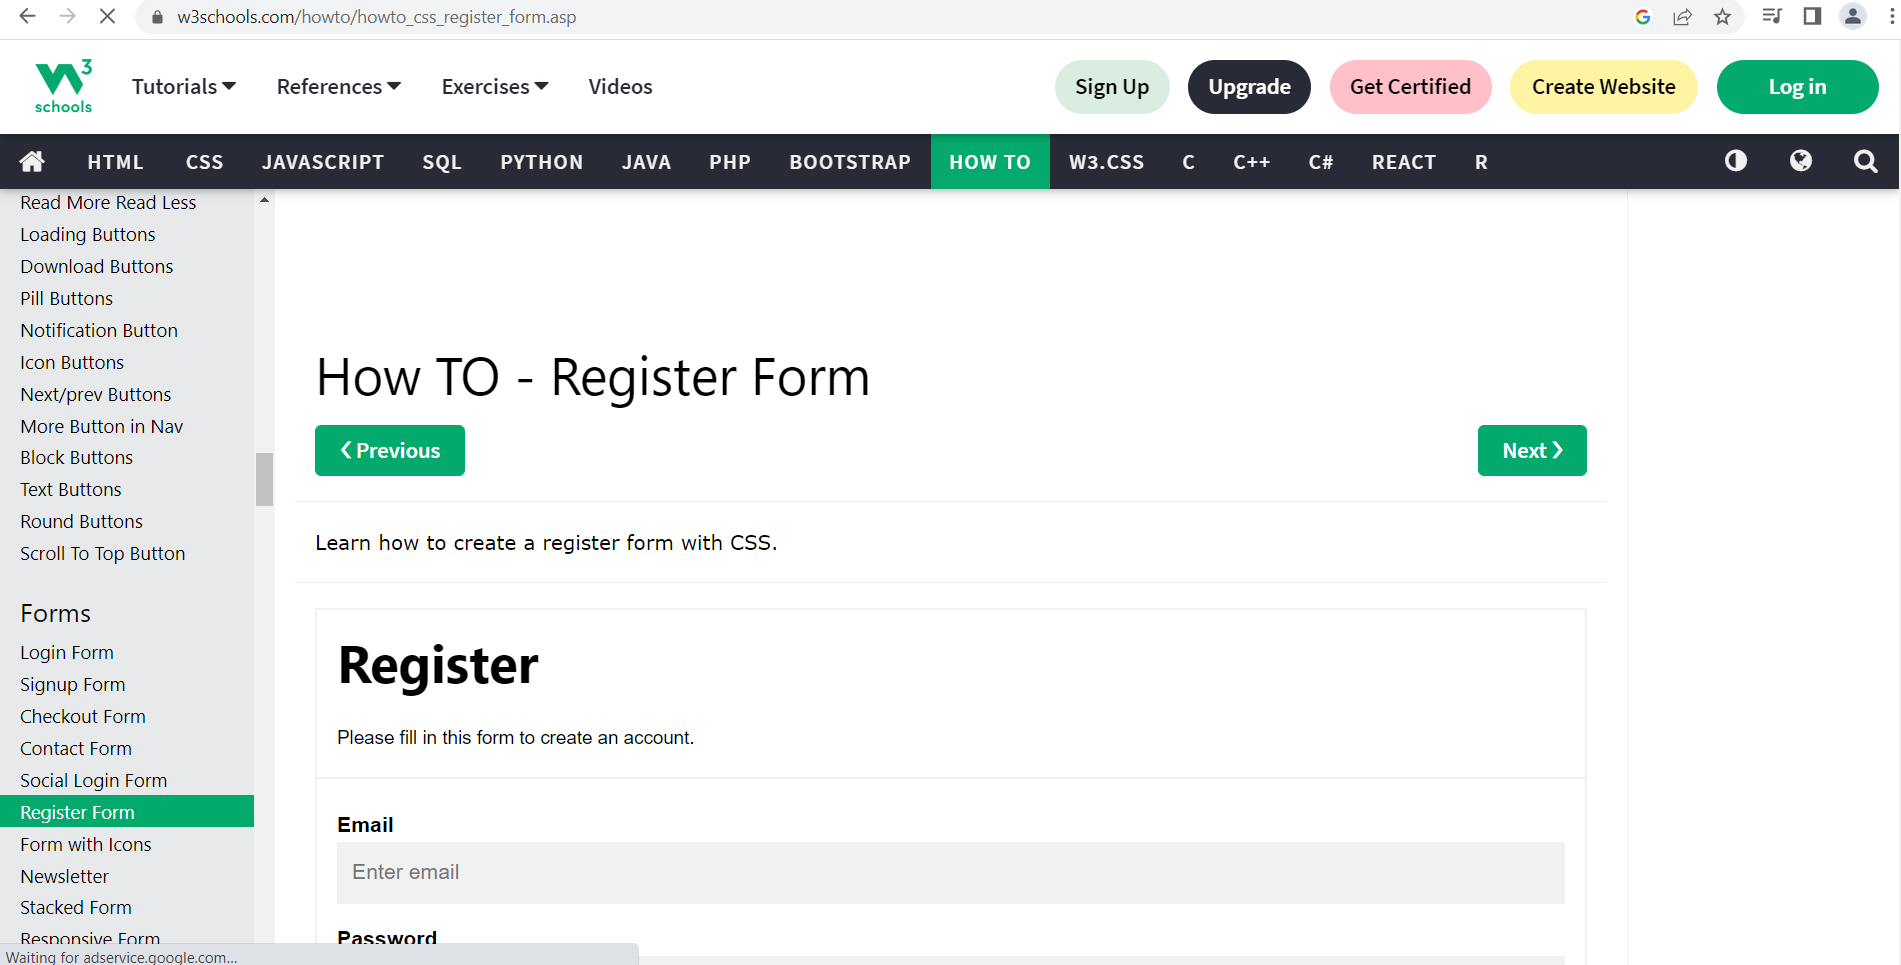 w3schools.com/howto/howto_css_register_form.asp
W3 schools
Tutorials References Exercises Videos Sign Up Upgrade Get Certified Create Website Log in
HTML CSS JAVASCRIPT SQL PYTHON JAVA PHP BOOTSTRAP HOW TO W3.CSS C C++ C# REACT R
Read More Read Less
Loading Buttons
Download Buttons
Pill Buttons
Notification Button
Icon Buttons
Next/prev Buttons
More Button in Nav
Block Buttons
Text Buttons
Round Buttons
Scroll To Top Button
Forms
Login Form
Signup Form
Checkout Form
Contact Form
Social Login Form
Register Form
Form with Icons
Newsletter
Stacked Form
Responsive Form
How TO - Register Form
❮ Previous
Next ❯
Learn how to create a register form with CSS.
Register
Please fill in this form to create an account.
Email
Enter email
Password
Waiting for adservice.google.com...